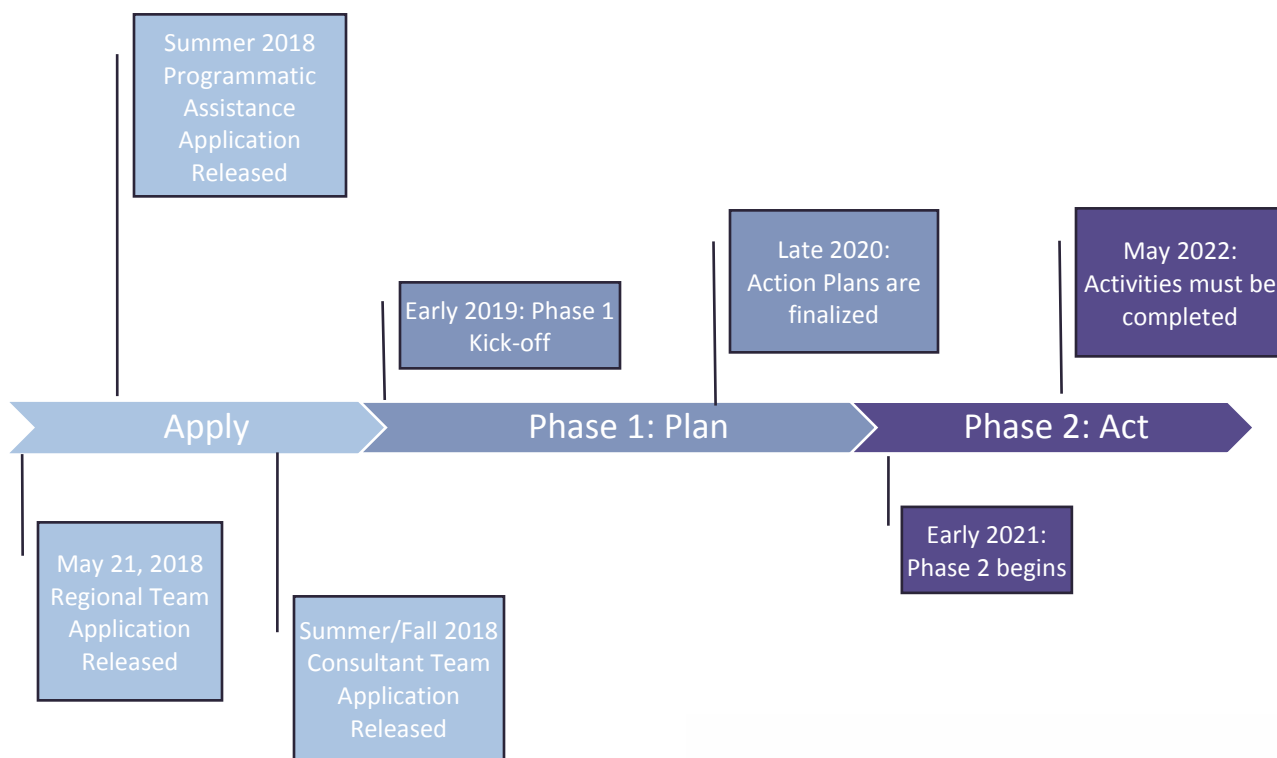 Summer 2018
Programmatic
Assistance
Application
Released
Late 2020:
Action Plans are
finalized
May 2022:
Activities must be
completed
Early 2019: Phase 1
Kick-off
Apply
Phase 1: Plan
Phase 2: Act
May 21, 2018
Regional Team
Application
Released
Summer/Fall 2018
Consultant Team
Application
Released
Early 2021:
Phase 2 begins